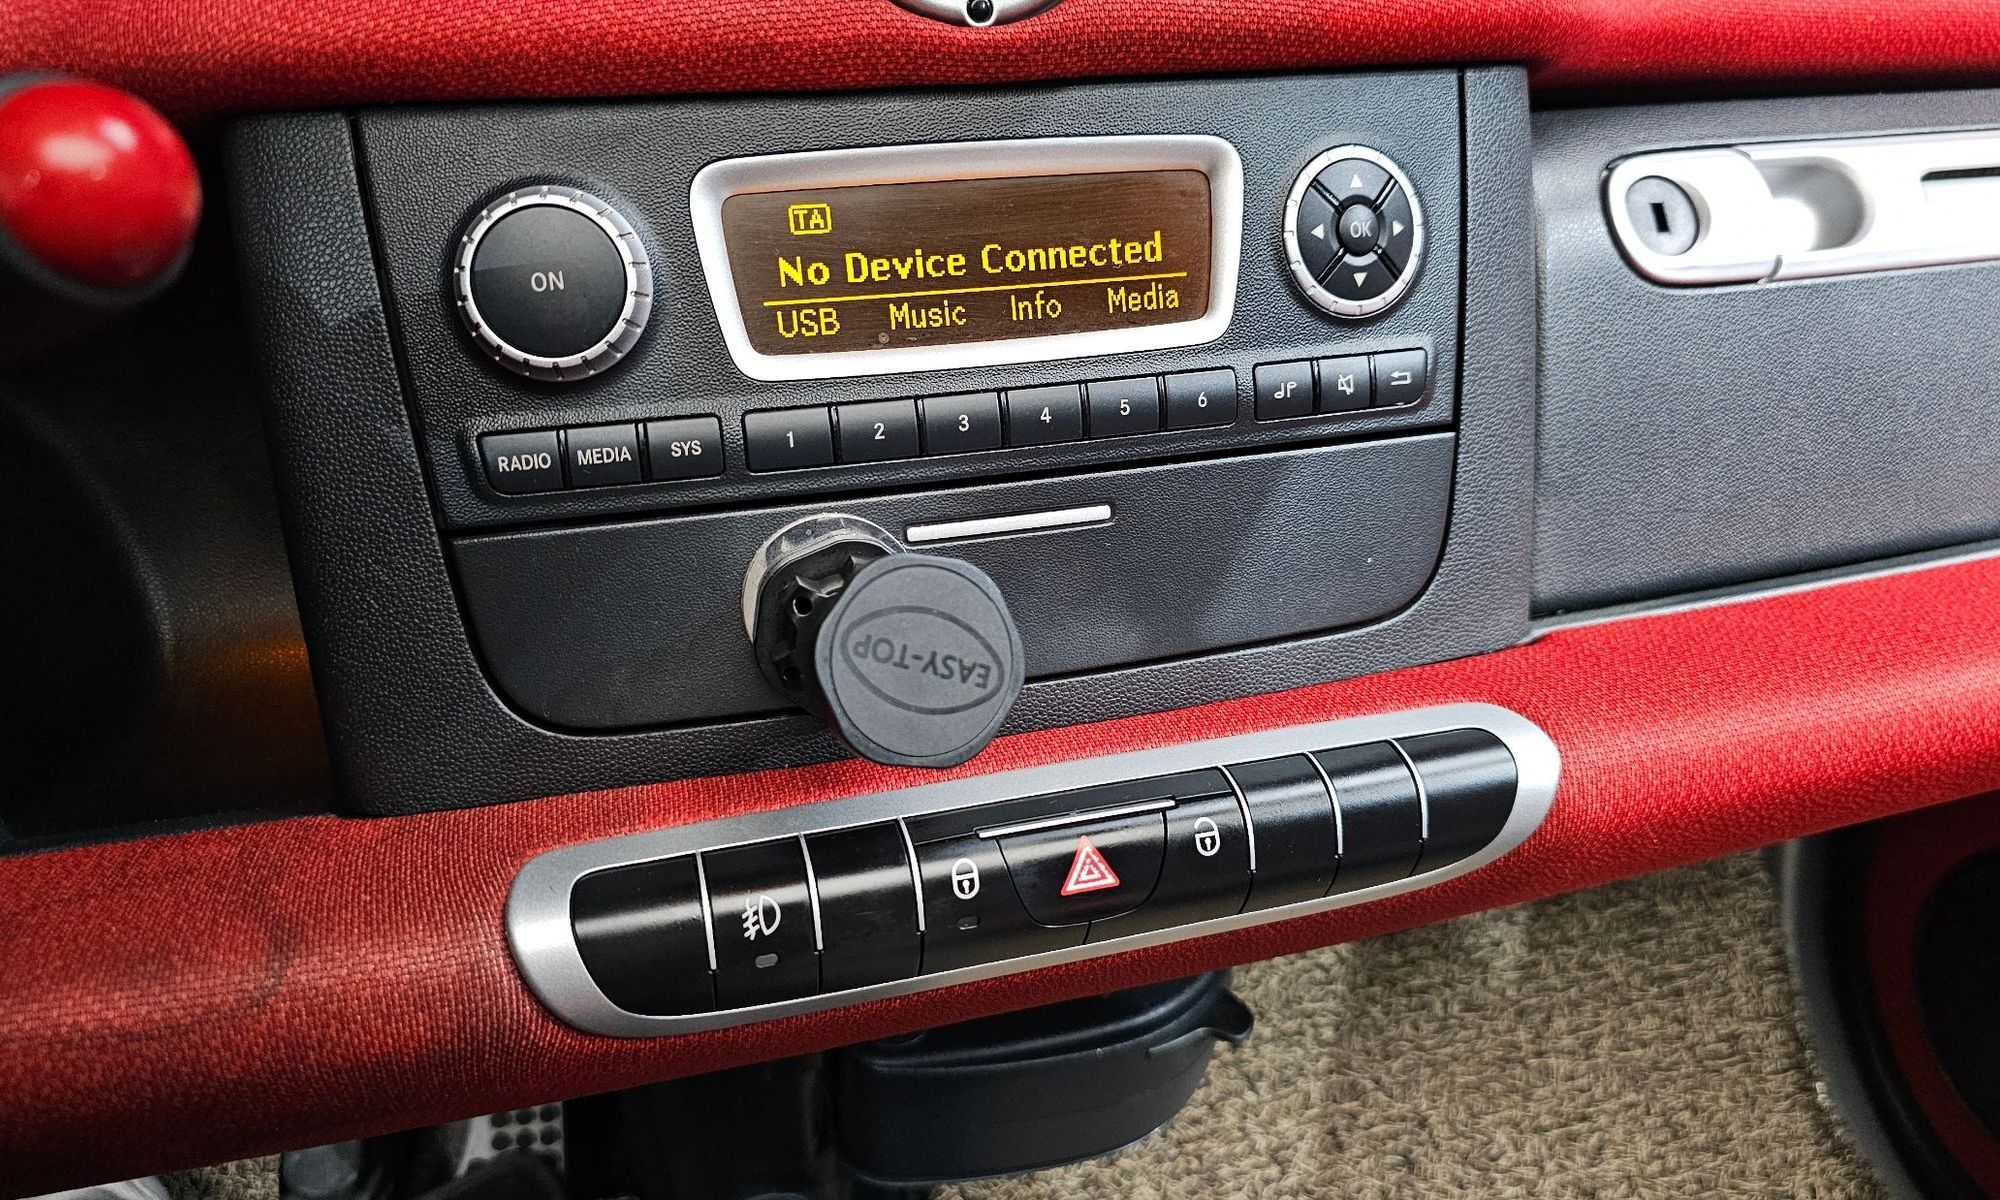 TA
No Device Connected
USB Music Info Media
ON
OK
RADIO MEDIA SYS 1 2 3 4 5 6
EASY-TOP